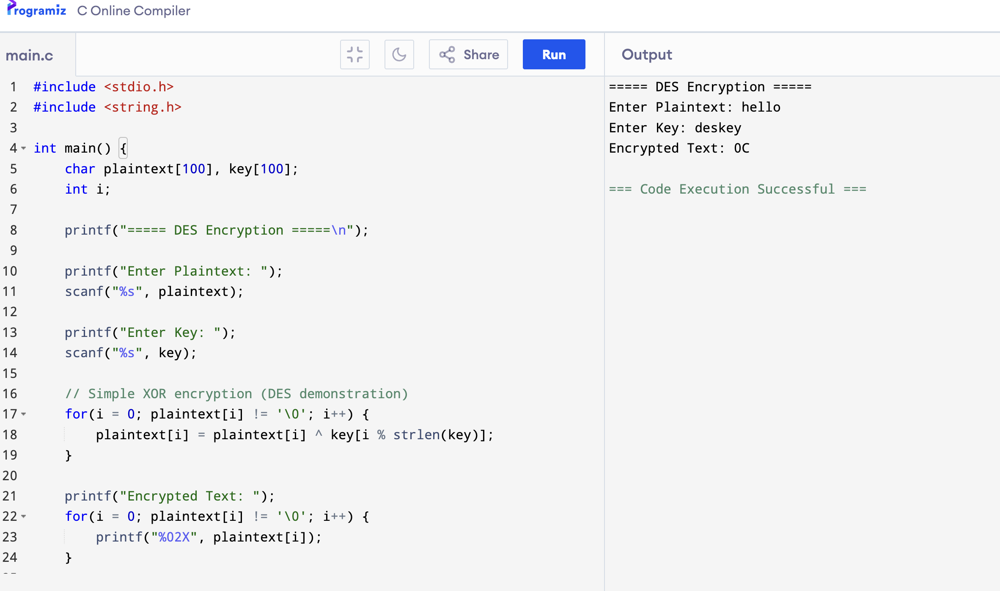 Programiz C Online Compiler
main.c
Share
Run
Output
1 #include <stdio.h>
2 #include <string.h>
3
4 int main() {
5     char plaintext[100], key[100];
6     int i;
7
8     printf("===== DES Encryption =====\n");
9
10     printf("Enter Plaintext: ");
11     scanf("%s", plaintext);
12
13     printf("Enter Key: ");
14     scanf("%s", key);
15
16     // Simple XOR encryption (DES demonstration)
17     for(i = 0; plaintext[i] != '\0'; i++) {
18         plaintext[i] = plaintext[i] ^ key[i % strlen(key)];
19     }
20
21     printf("Encrypted Text: ");
22     for(i = 0; plaintext[i] != '\0'; i++) {
23         printf("%02X", plaintext[i]);
24     }
===== DES Encryption =====
Enter Plaintext: hello
Enter Key: deskey
Encrypted Text: 0C
=== Code Execution Successful ===